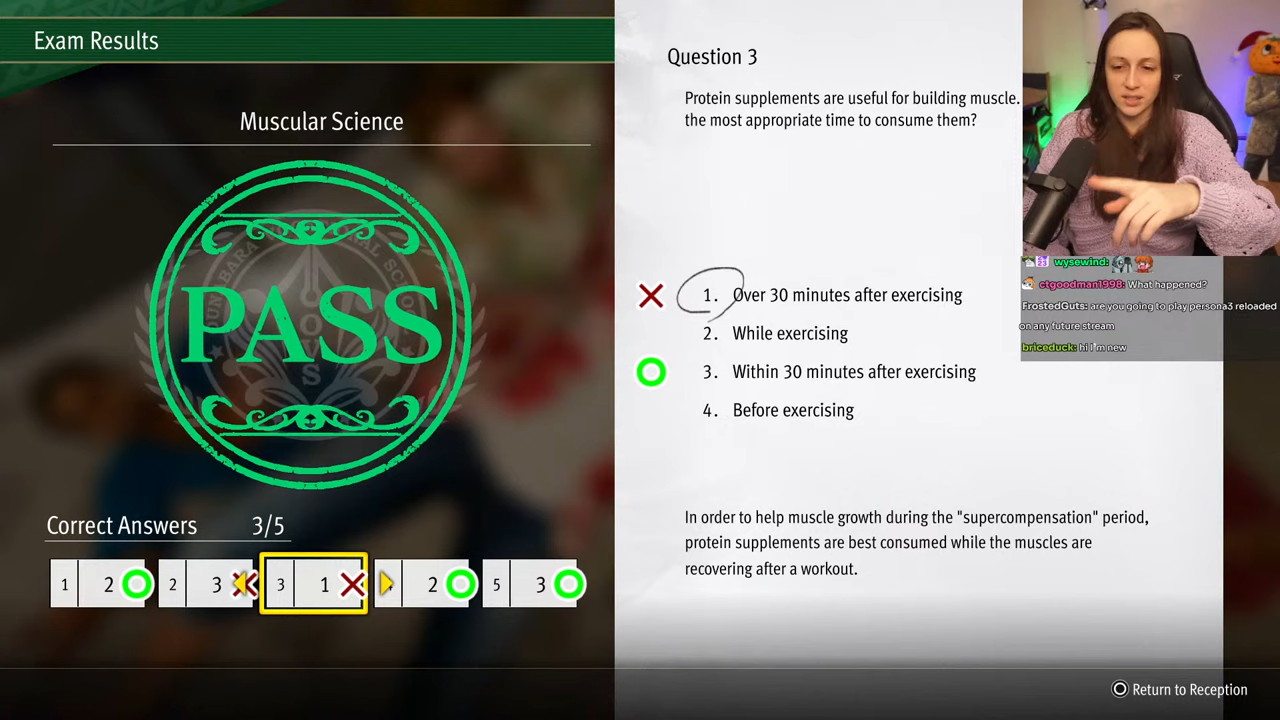 Exam Results
Muscular Science
PASS
Correct Answers 3/5
1 2
2 3
3 1
2
5 3
Question 3
Protein supplements are useful for building muscle.
the most appropriate time to consume them?
1. Over 30 minutes after exercising
2. While exercising
3. Within 30 minutes after exercising
4. Before exercising
In order to help muscle growth during the "supercompensation" period,
protein supplements are best consumed while the muscles are
recovering after a workout.
wysewind:
ctgoodman1998: What happened?
FrostedGuts: are you going to play persona3 reloaded
on any future stream
briceduck: hi I m new
Return to Reception